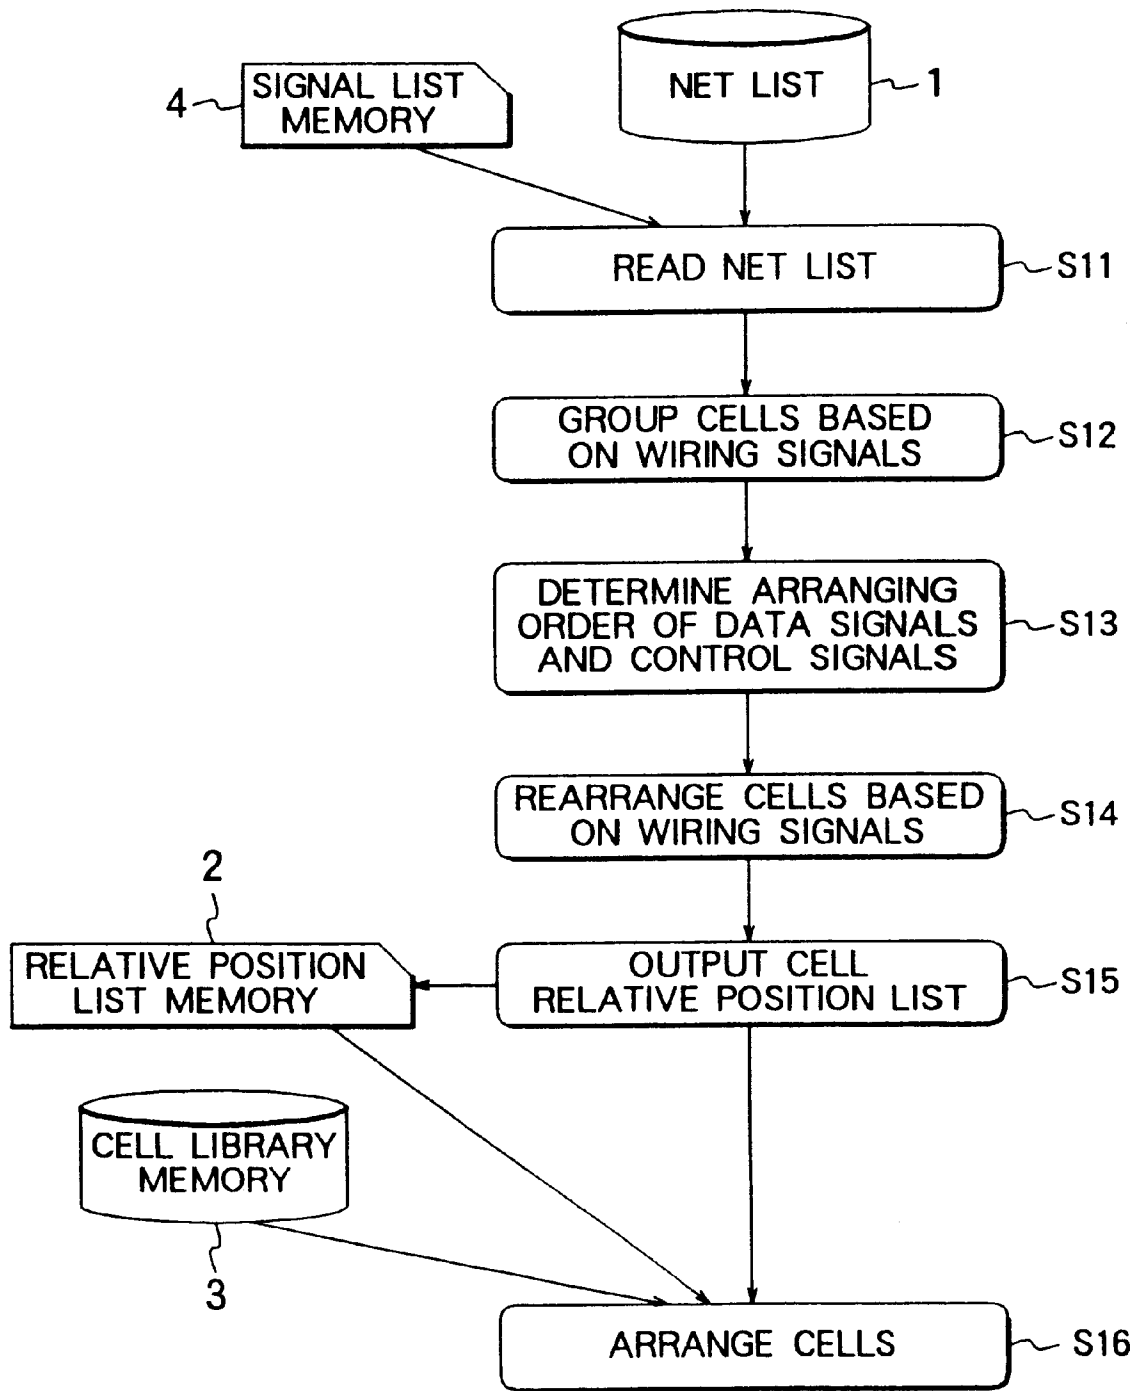 NET LIST
1
SIGNAL LIST
MEMORY
4
READ NET LIST
S11
GROUP CELLS BASED
ON WIRING SIGNALS
S12
DETERMINE ARRANGING
ORDER OF DATA SIGNALS
AND CONTROL SIGNALS
S13
REARRANGE CELLS BASED
ON WIRING SIGNALS
S14
2
RELATIVE POSITION
LIST MEMORY
OUTPUT CELL
RELATIVE POSITION LIST
S15
CELL LIBRARY
MEMORY
3
ARRANGE CELLS
S16